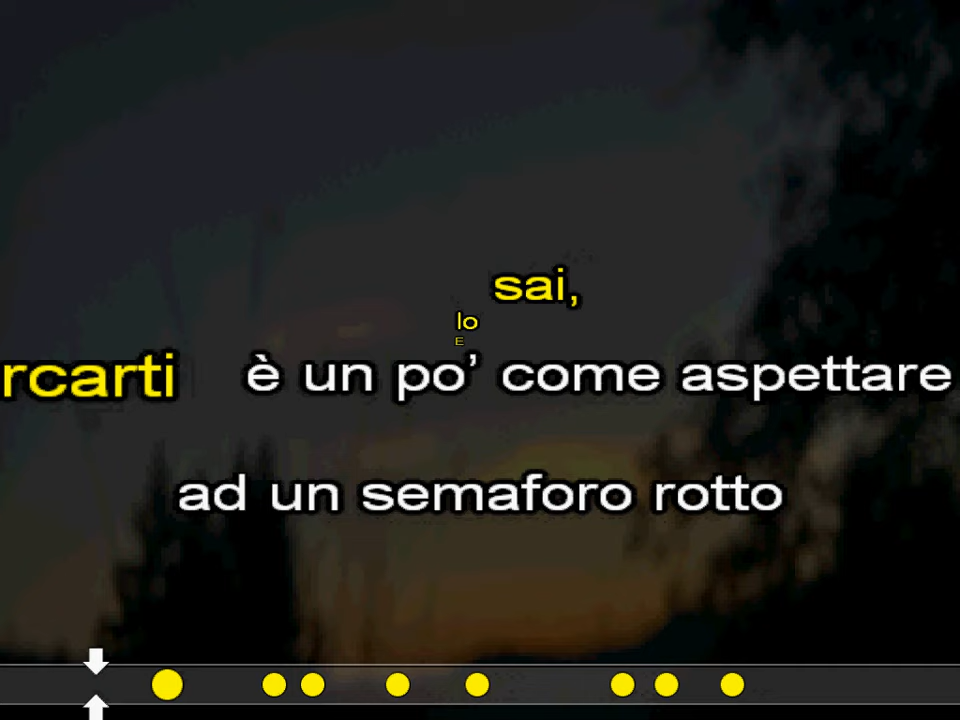 sai,
lo
E
rcarti è un po’ come aspettare
ad un semaforo rotto